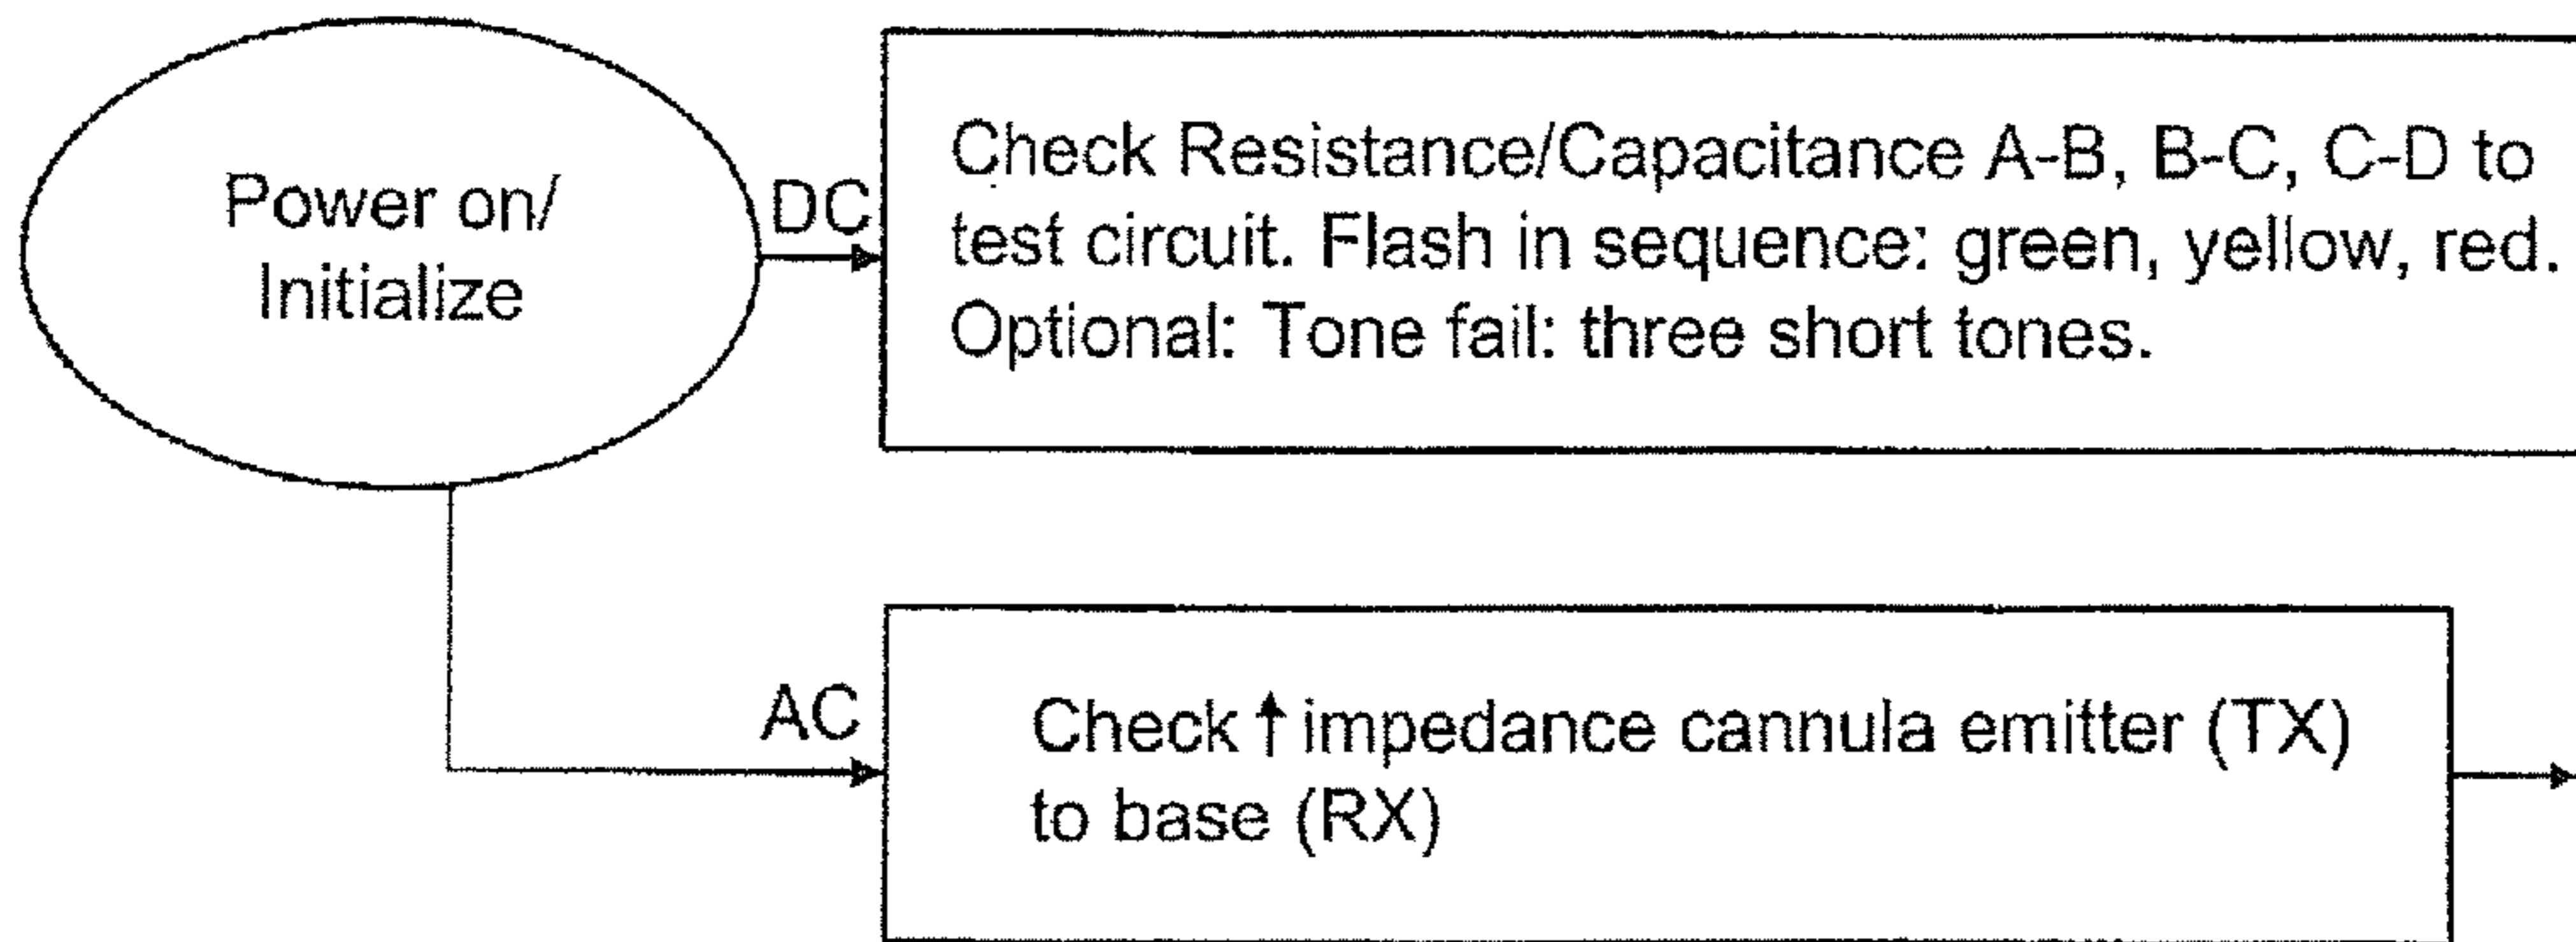 Power on/
Initialize
DC
Check Resistance/Capacitance A-B, B-C, C-D to
test circuit. Flash in sequence: green, yellow, red.
Optional: Tone fail: three short tones.
AC
Check ↑ impedance cannula emitter (TX)
to base (RX)